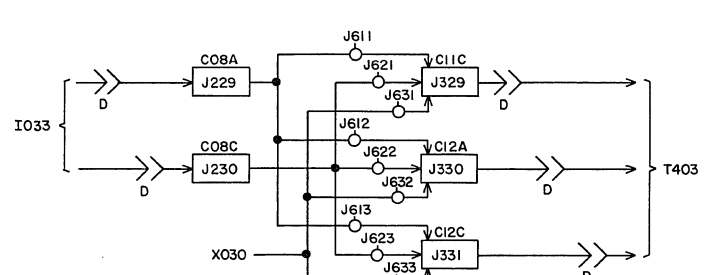 J611
C08A
J621
C11C
J229
J329
J631
D
D
I033
J612
C08C
C12A
J622
J230
J330
T403
J632
D
D
J613
C12C
J623
X030
J331
J633
D